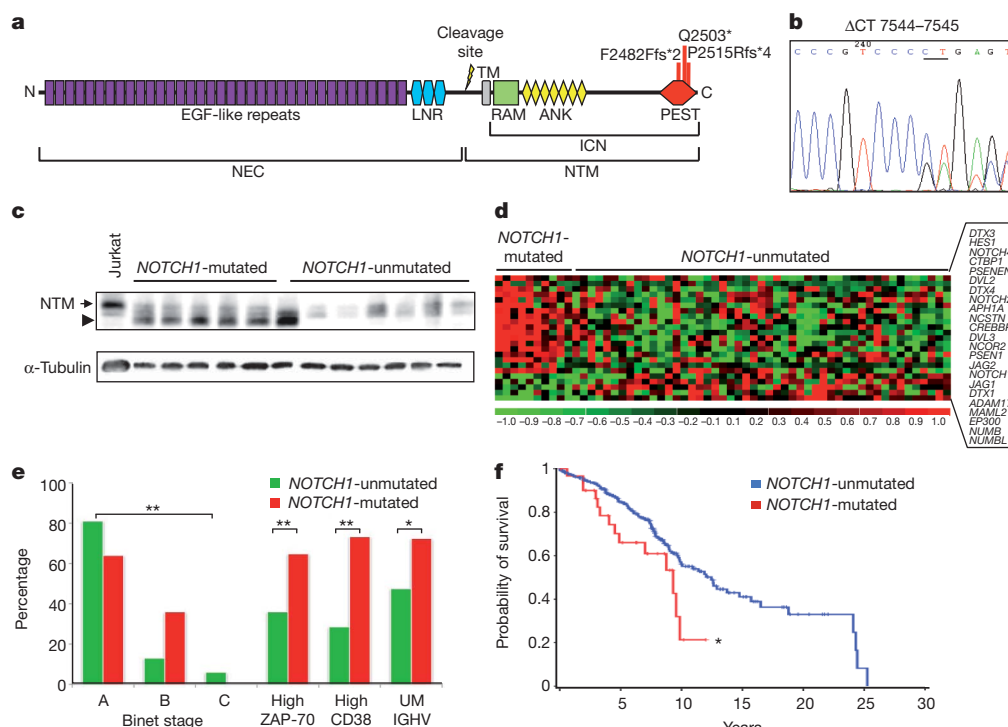 a
Cleavage site
TM
Q2503*
F2482Ffs*2
P2515Rfs*4
N
C
EGF-like repeats
LNR
RAM
ANK
PEST
ICN
NEC
NTM
b
ΔCT 7544–7545
240
C C C G T C C C C T G A G T
c
Jurkat
NOTCH1-mutated
NOTCH1-unmutated
NTM
α-Tubulin
d
NOTCH1-mutated
NOTCH1-unmutated
DTX3
HES1
CTBP1
PSENEN
DVL2
DTX4
APH1A
NCSTN
DVL3
NCOR2
PSEN1
JAG2
JAG1
DTX1
MAML2
EP300
NUMB
NUMBL
–1.0 –0.9 –0.8 –0.7 –0.6 –0.5 –0.4 –0.3 –0.2 –0.1 0.1 0.2 0.3 0.4 0.5 0.6 0.7 0.8 0.9 1.0
e
NOTCH1-unmutated
NOTCH1-mutated
Percentage
100
80
60
40
20
0
**
**
**
*
A B C
Binet stage
High ZAP-70
High CD38
UM IGHV
f
NOTCH1-unmutated
NOTCH1-mutated
Probability of survival
1
0.8
0.6
0.4
0.2
0
*
5 10 15 20 25 30